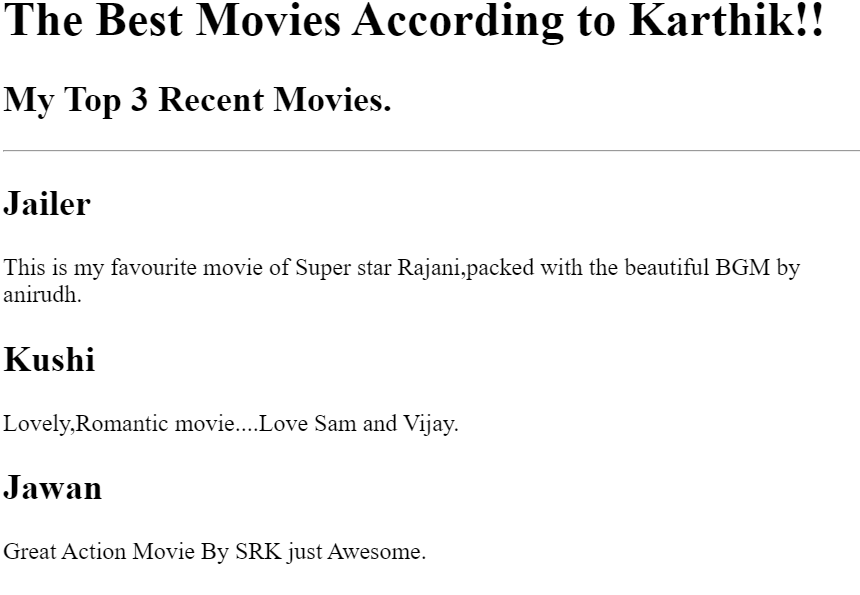 The Best Movies According to Karthik!!
My Top 3 Recent Movies.
Jailer
This is my favourite movie of Super star Rajani,packed with the beautiful BGM by
anirudh.
Kushi
Lovely,Romantic movie....Love Sam and Vijay.
Jawan
Great Action Movie By SRK just Awesome.